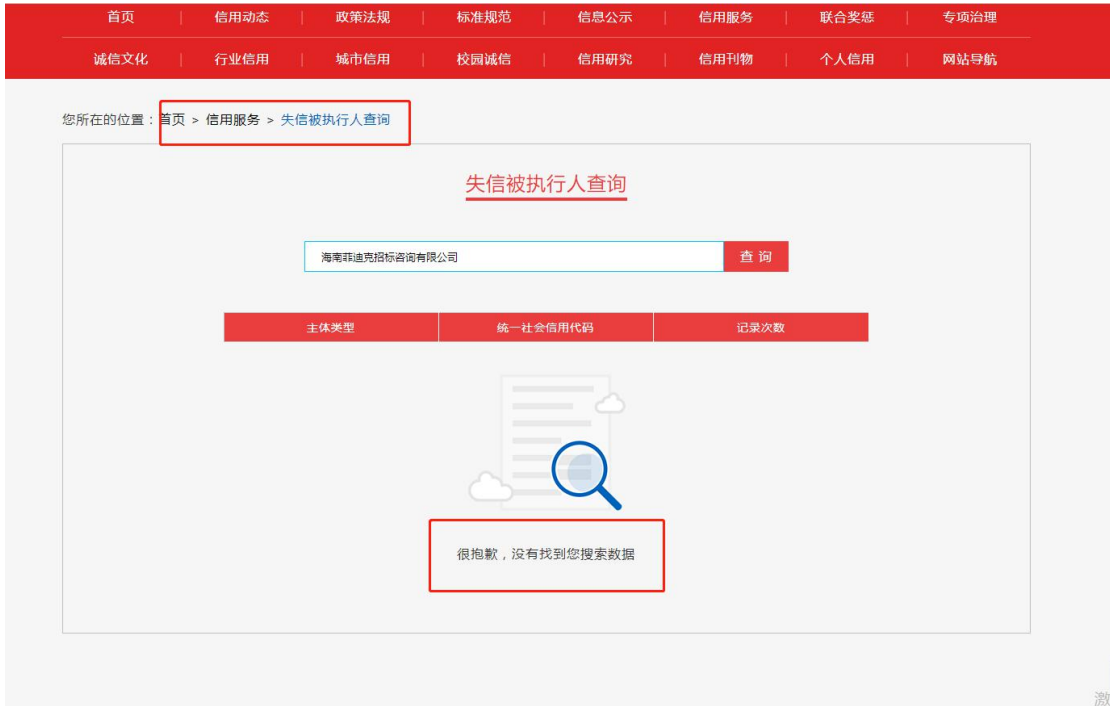 首页 | 信用动态 | 政策法规 | 标准规范 | 信息公示 | 信用服务 | 联合奖惩 | 专项治理
诚信文化 | 行业信用 | 城市信用 | 校园诚信 | 信用研究 | 信用刊物 | 个人信用 | 网站导航
您所在的位置：首页 > 信用服务 > 失信被执行人查询
失信被执行人查询
海南菲迪克招标咨询有限公司 查 询
主体类型 统一社会信用代码 记录次数
很抱歉，没有找到您搜索数据
激